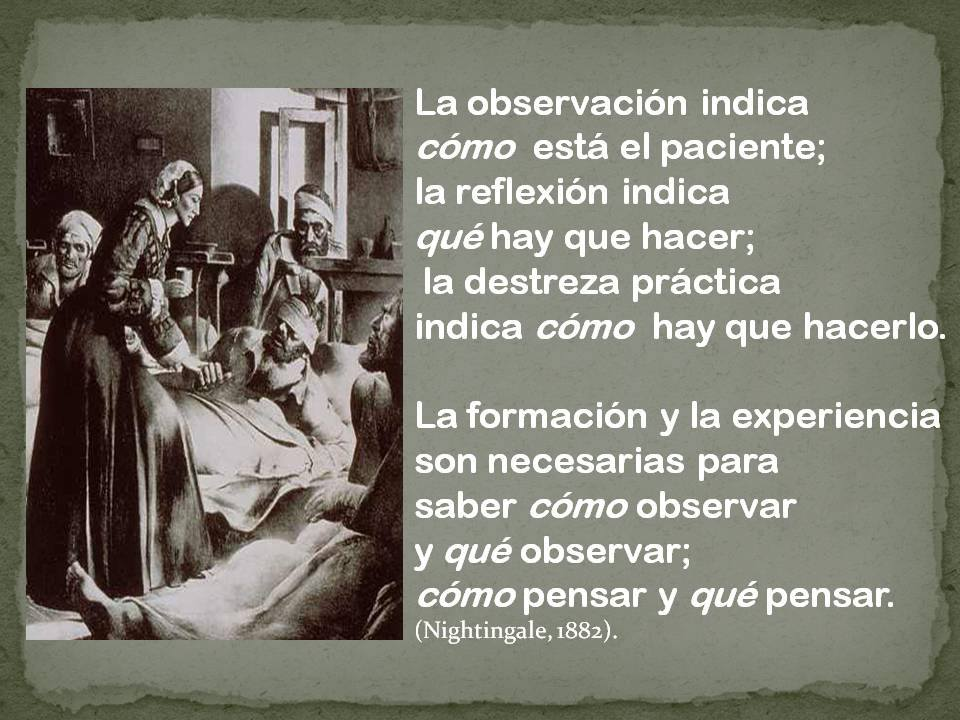 La observación indica
cómo está el paciente;
la reflexión indica
qué hay que hacer;
la destreza práctica
indica cómo hay que hacerlo.
La formación y la experiencia
son necesarias para
saber cómo observar
y qué observar;
cómo pensar y qué pensar.
(Nightingale, 1882).